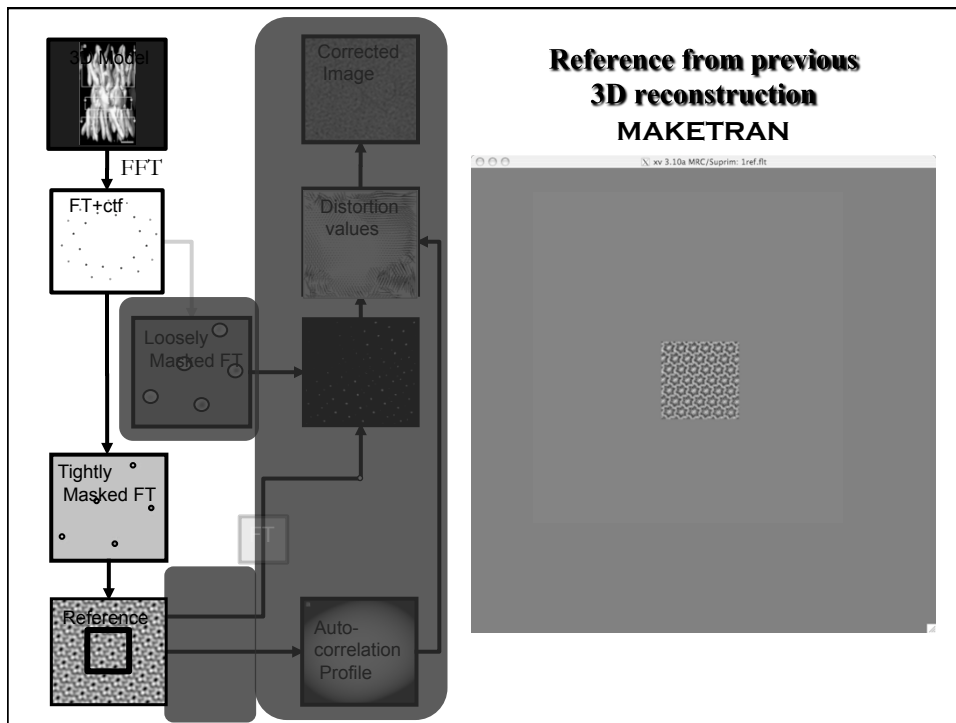 3D Model
FFT
FT+ctf
Loosely
Masked FT
Tightly
Masked FT
Reference
Corrected
Image
Distortion
values
FT
Auto-
correlation
Profile
Reference from previous
3D reconstruction
MAKETRAN
xv 3.10a MRC/Suprim: 1ref.flt